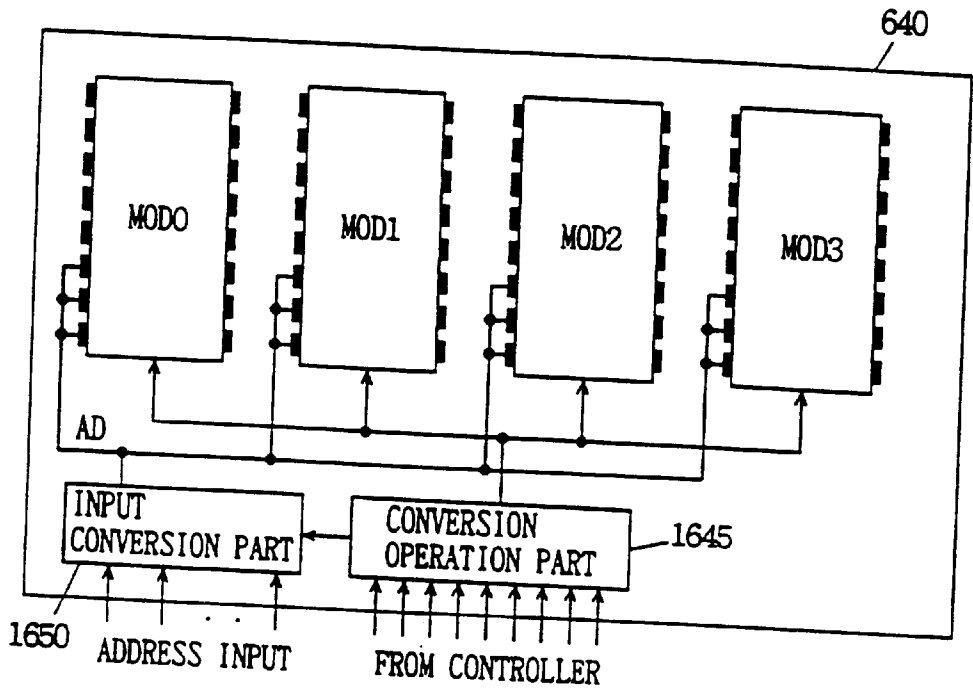 640
MOD0
MOD1
MOD2
MOD3
AD
INPUT
CONVERSION PART
CONVERSION
OPERATION PART
1645
1650
ADDRESS INPUT
FROM CONTROLLER